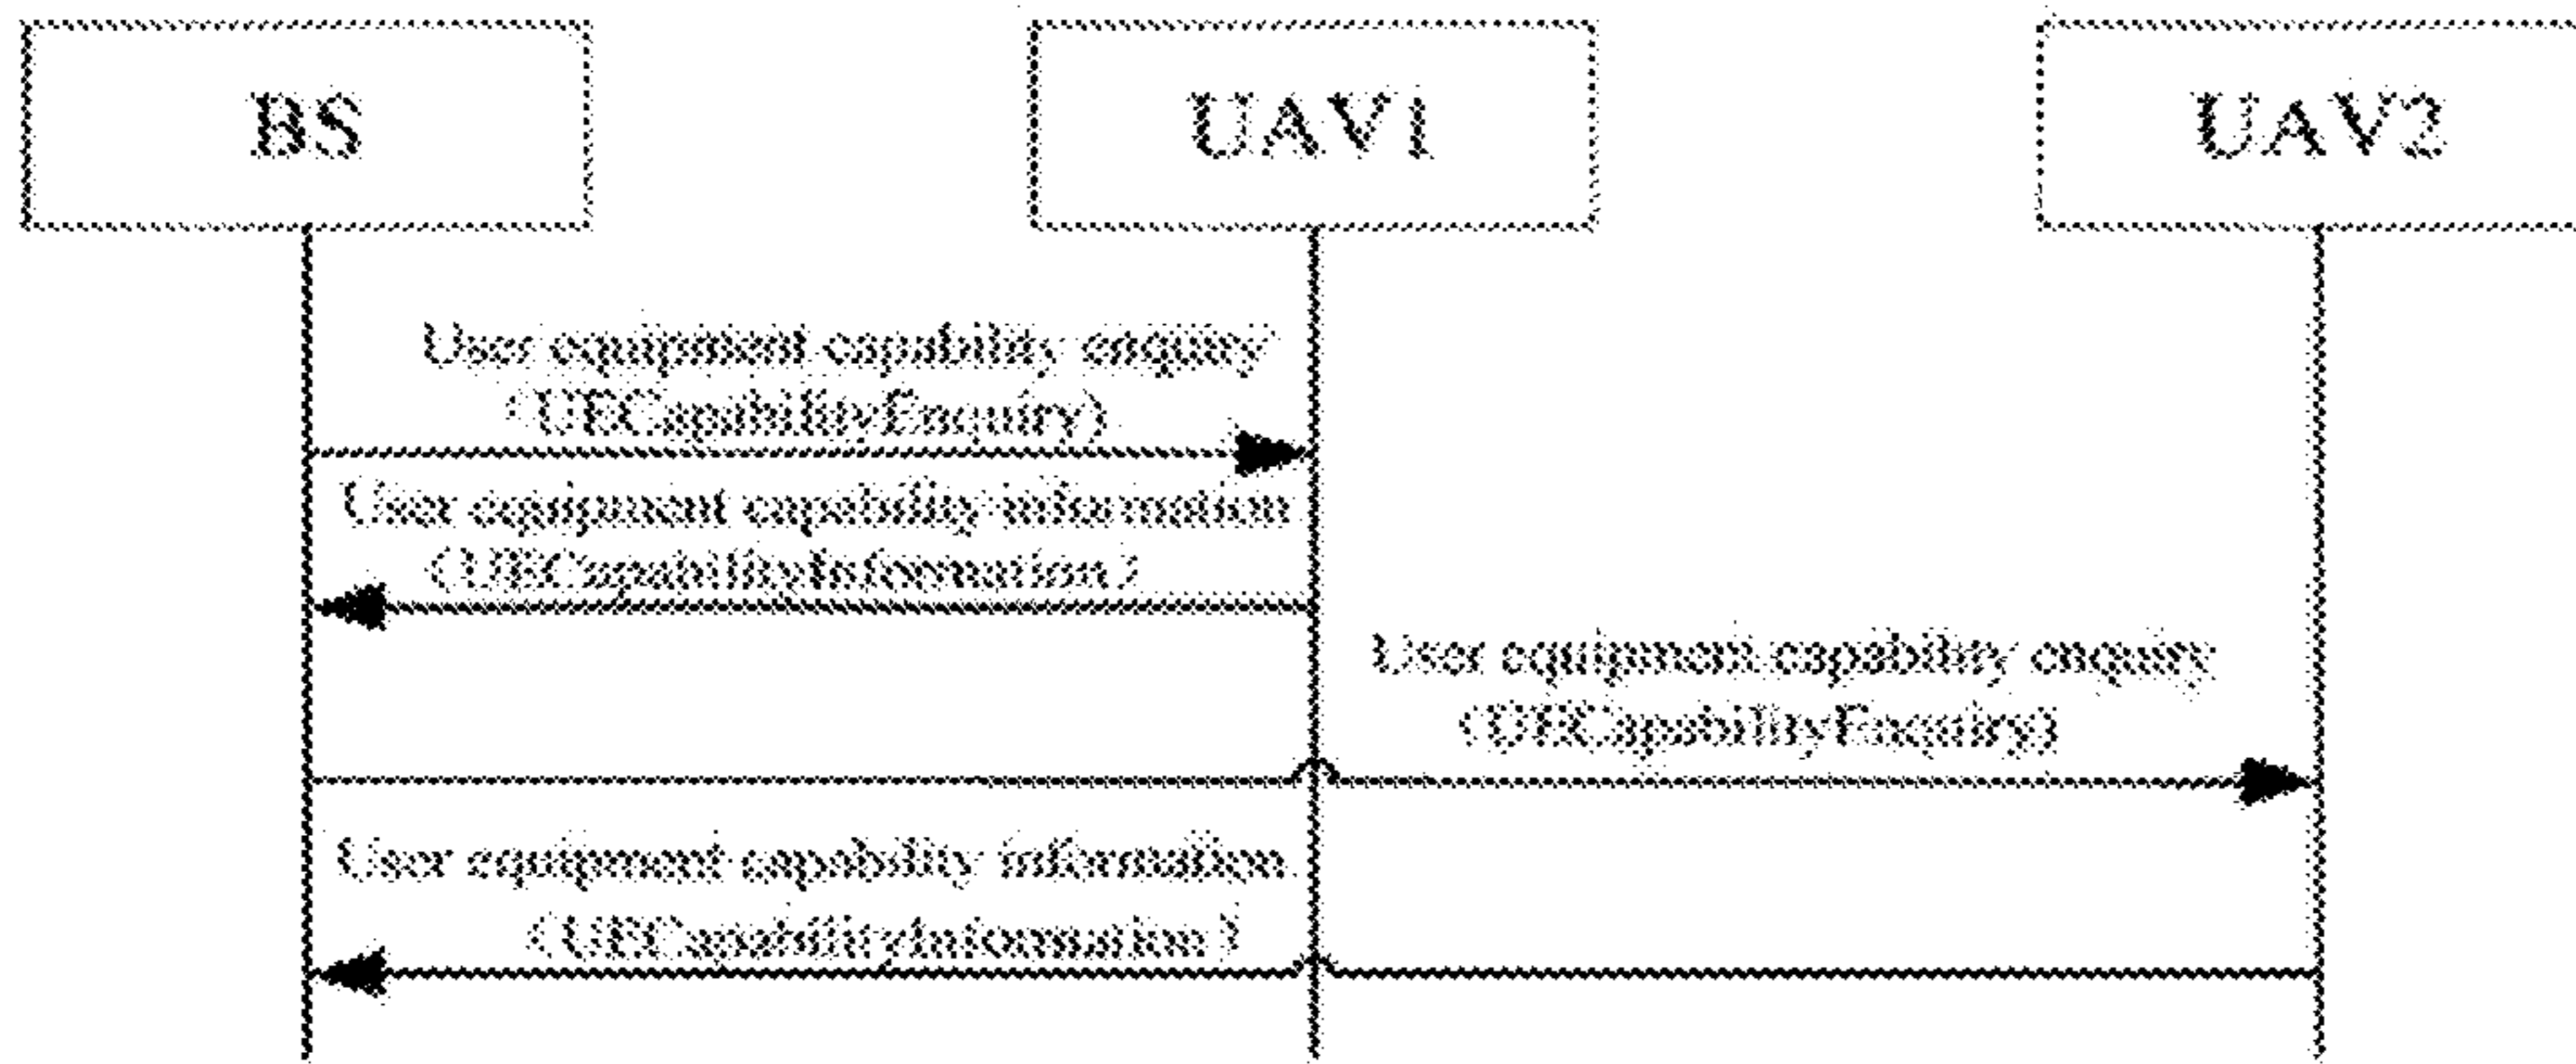 BS
UAV1
UAV2
User equipment capability enquiry
(UECapabilityEnquiry)
User equipment capability information
(UECapabilityInformation)
User equipment capability enquiry
(UECapabilityEnquiry)
User equipment capability information
(UECapabilityInformation)